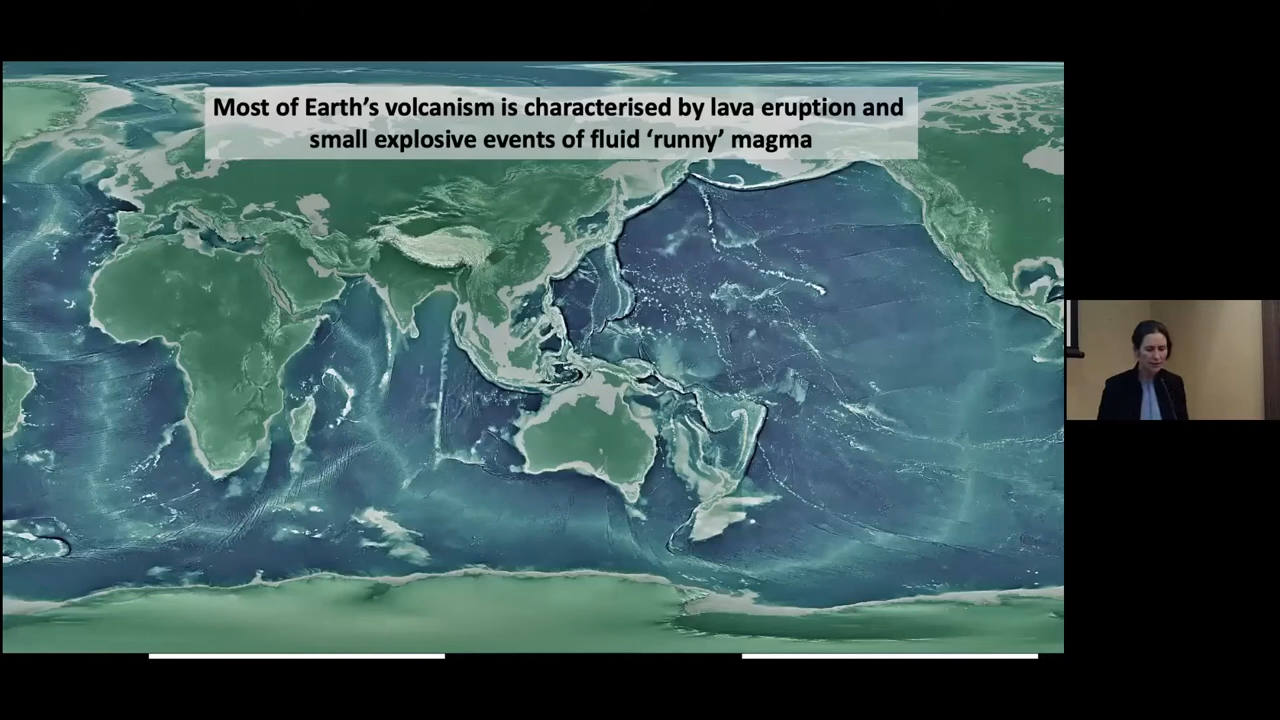 Most of Earth's volcanism is characterised by lava eruption and
small explosive events of fluid ‘runny’ magma